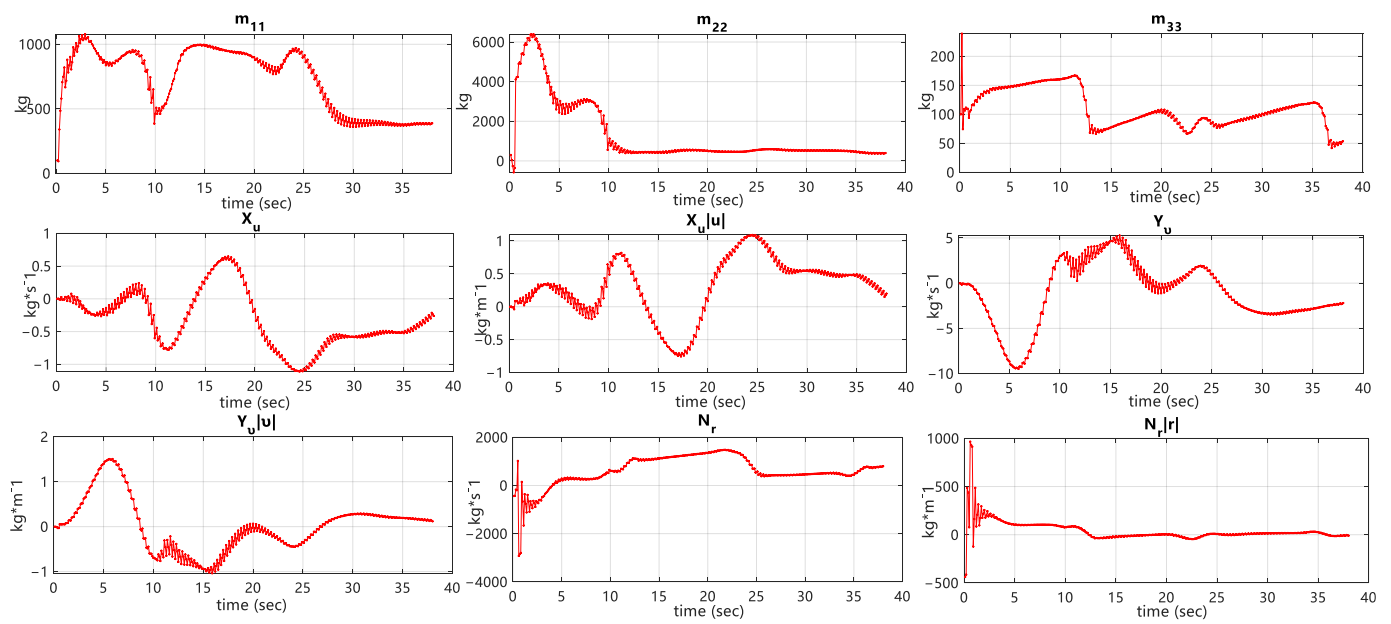 m11
1000
500
0
kg
0 5 10 15 20 25 30 35
time (sec)
m22
6000
4000
2000
0
kg
0 5 10 15 20 25 30 35 40
time (sec)
m33
200
150
100
50
0
kg
0 5 10 15 20 25 30 35 40
time (sec)
Xu
1
0.5
0
−0.5
−1
kg*s-1
0 5 10 15 20 25 30 35 40
time (sec)
Xu|u|
1
0.5
0
−0.5
−1
kg*m-1
0 5 10 15 20 25 30 35 40
time (sec)
Yυ
5
0
−5
−10
kg*s-1
0 5 10 15 20 25 30 35 40
time (sec)
Yυ|υ|
2
1
0
−1
kg*m-1
0 5 10 15 20 25 30 35 40
time (sec)
Nr
2000
0
−2000
−4000
kg*s-1
0 5 10 15 20 25 30 35 40
time (sec)
Nr|r|
1000
500
0
−500
kg*m-1
0 5 10 15 20 25 30 35 40
time (sec)